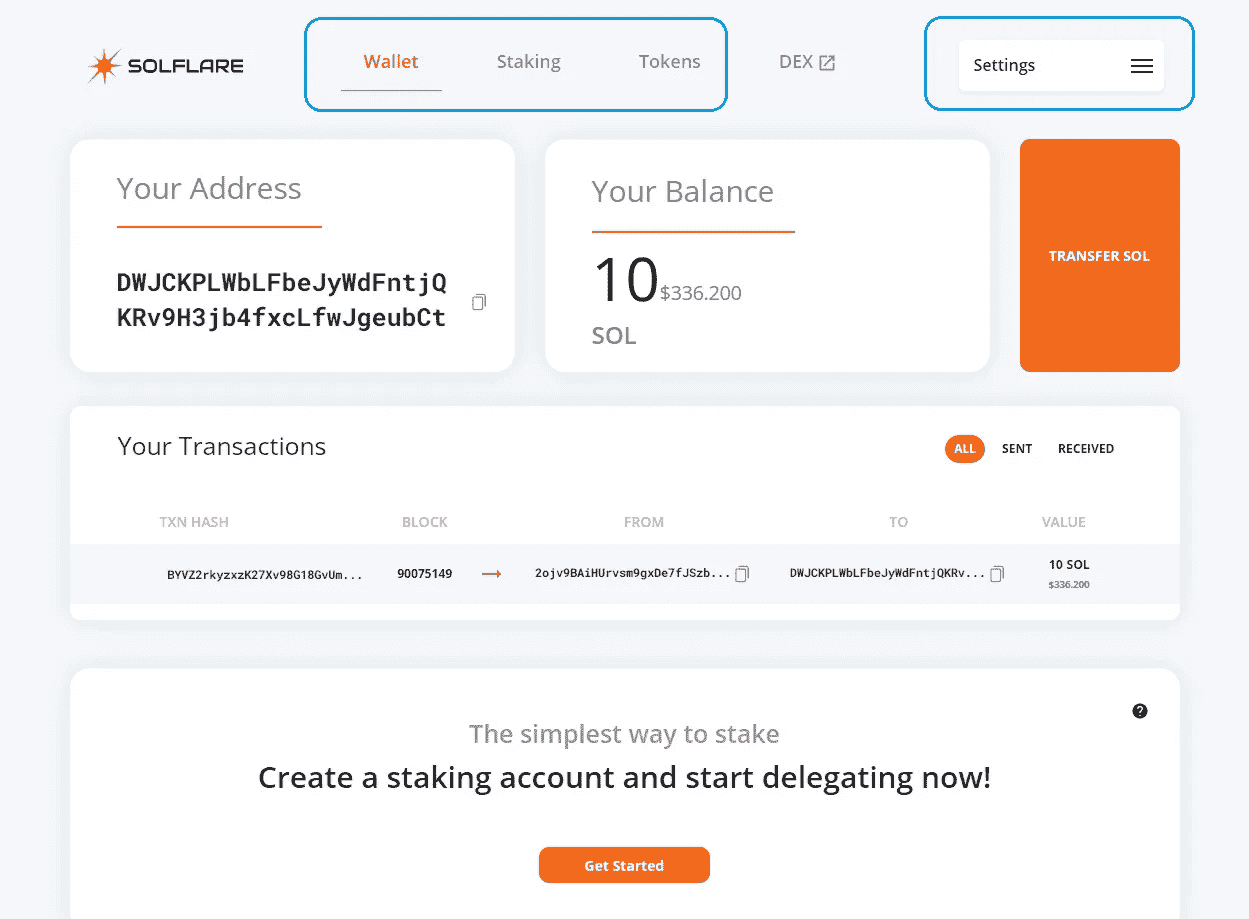 SOLFLARE
Wallet Staking Tokens DEX
Settings
Your Address
DWJCKPLWbLFbeJyWdFntjQ
KRv9H3jb4fxcLfwJgeubCt
Your Balance
10 $336.200
SOL
TRANSFER SOL
Your Transactions
ALL SENT RECEIVED
TXN HASH BLOCK FROM TO VALUE
BYVZ2rkyzxzK27Xv98G18GvUm... 90075149 2ojv9BAiHUrvsm9gxDe7fJSzb... DWJCKPLWbLFbeJyWdFntjQKRv... 10 SOL
$336.200
The simplest way to stake
Create a staking account and start delegating now!
Get Started